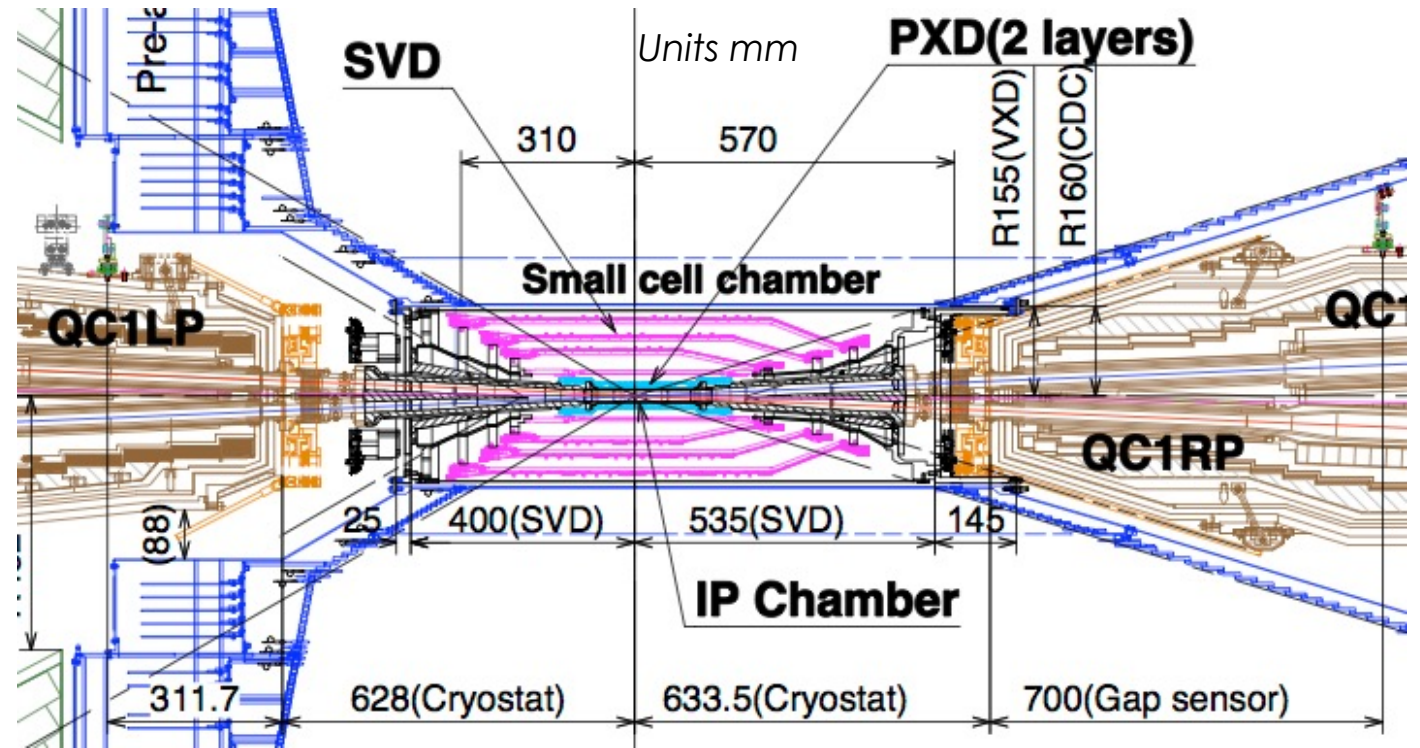 Pre-a
SVD
Units mm
PXD(2 layers)
310
570
R155(VXD)
R160(CDC)
Small cell chamber
QC1LP
QC1
QC1RP
(88)
25
400(SVD)
535(SVD)
145
IP Chamber
311.7
628(Cryostat)
633.5(Cryostat)
700(Gap sensor)